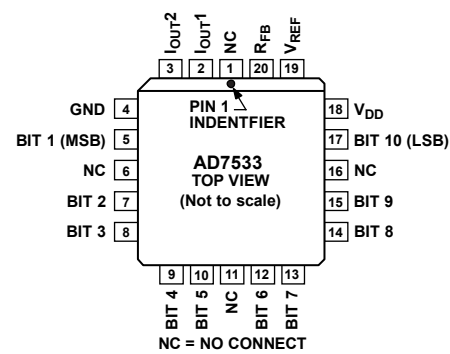 IOUT2 IOUT1 NC RFB VREF
3 2 1 20 19
GND 4
BIT 1 (MSB) 5
NC 6
BIT 2 7
BIT 3 8
PIN 1
INDENTFIER
AD7533
TOP VIEW
(Not to scale)
18 VDD
17 BIT 10 (LSB)
16 NC
15 BIT 9
14 BIT 8
9 10 11 12 13
BIT 4 BIT 5 NC BIT 6 BIT 7
NC = NO CONNECT